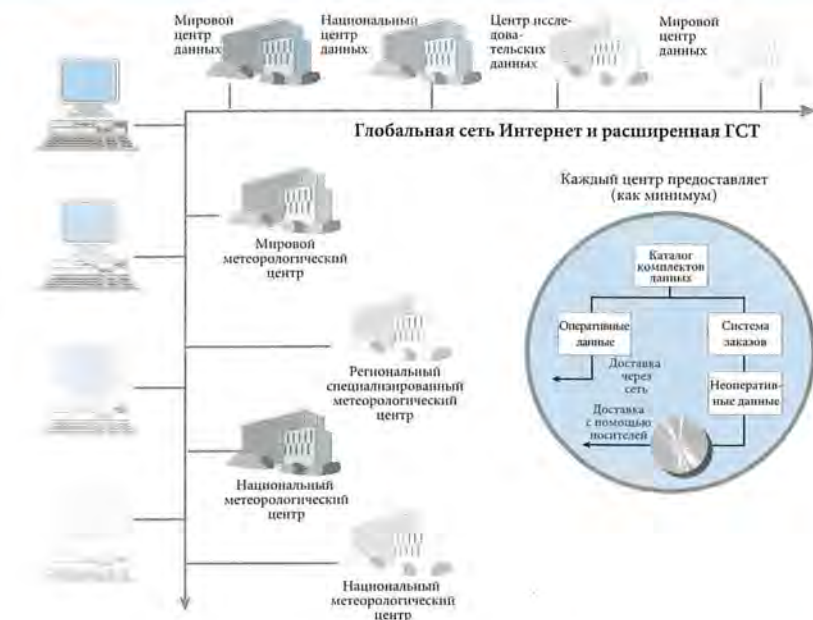 Мировой
центр
данных
Национальный
центр
данных
Центр иссле-
дова-
тельских
данных
Мировой
центр
данных
Глобальная сеть Интернет и расширенная ГСТ
Мировой
метеорологический
центр
Региональный
специализированный
метеорологический
центр
Национальный
метеорологический
центр
Национальный
метеорологический
центр
Каждый центр предоставляет
(как минимум)
Каталог
комплектов
данных
Оперативные
данные
Система
заказов
Доставка
через
сеть
Неоператив-
ные данные
Доставка
с помощью
носителей